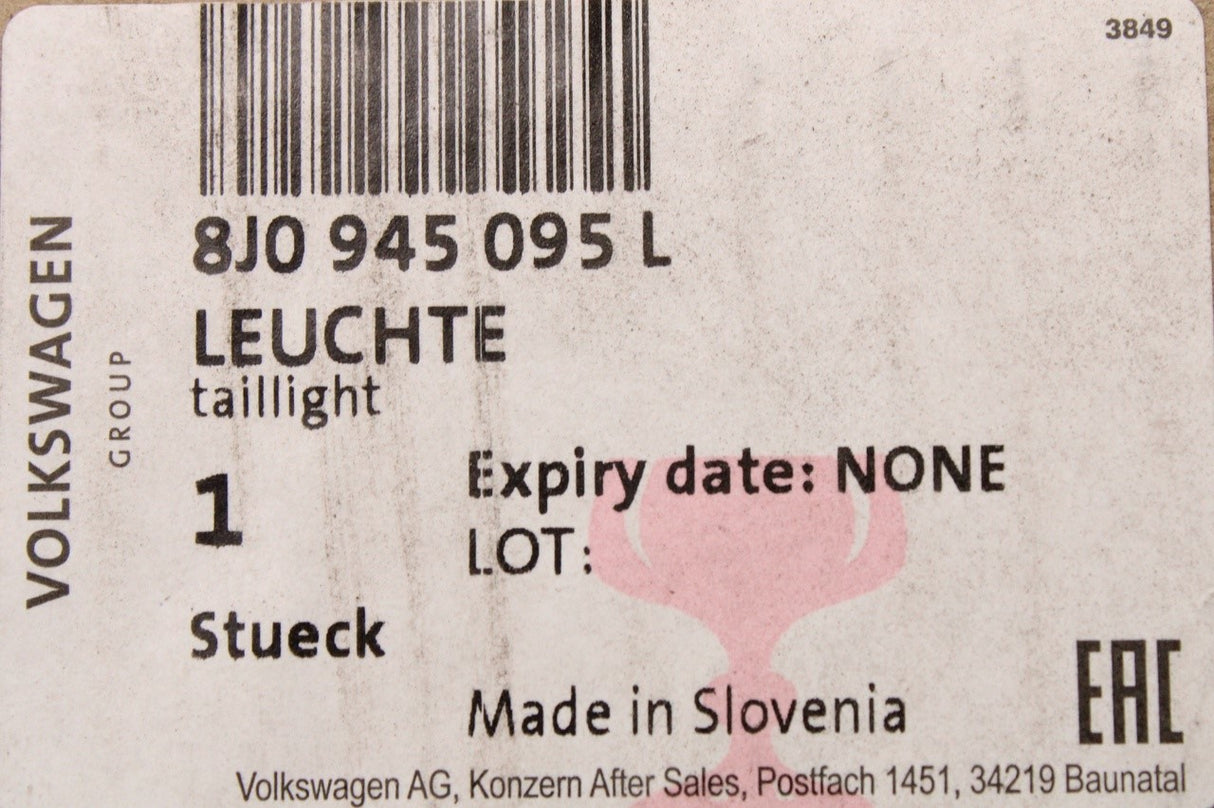 3849
8J0 945 095 L
LEUCHTE
taillight
VOLKSWAGEN
GROUP
1
Expiry date: NONE
LOT:
Stueck
Made in Slovenia
EAC
Volkswagen AG, Konzern After Sales, Postfach 1451, 34219 Baunatal